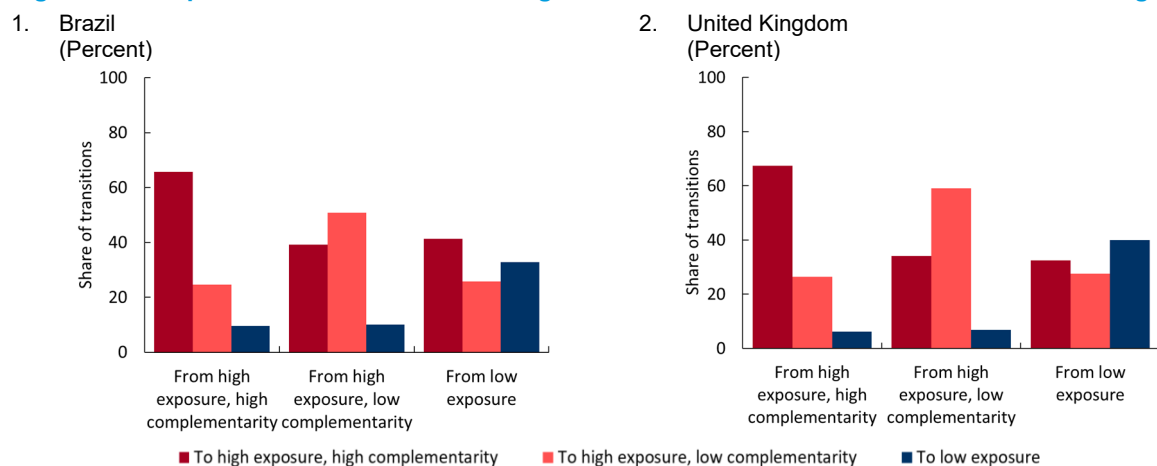 1. Brazil
(Percent)
100
80
60
40
20
0
Share of transitions
From high
exposure, high
complementarity
From high
exposure, low
complementarity
From low
exposure
2. United Kingdom
(Percent)
100
80
60
40
20
0
Share of transitions
From high
exposure, high
complementarity
From high
exposure, low
complementarity
From low
exposure
To high exposure, high complementarity
To high exposure, low complementarity
To low exposure